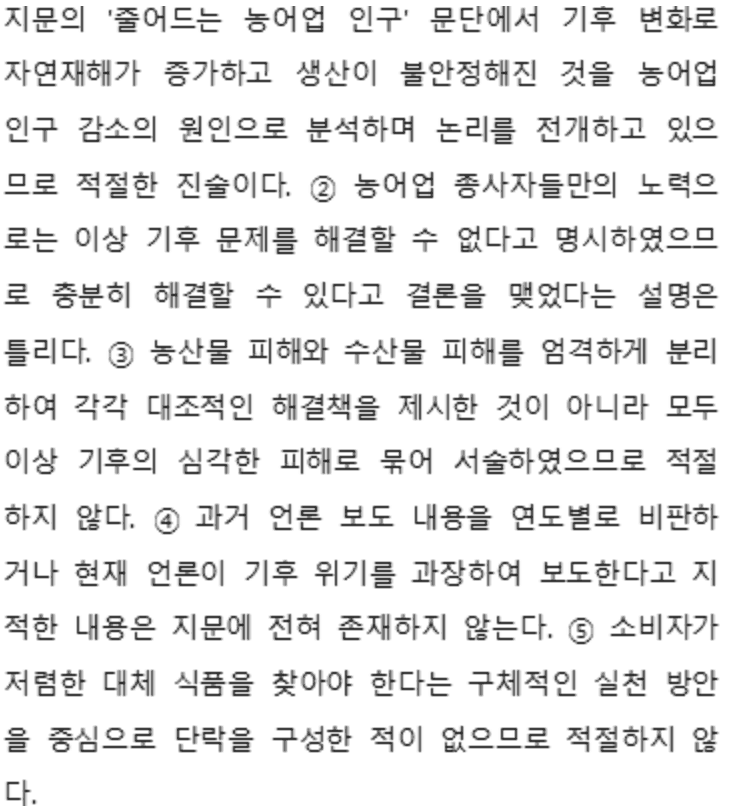 지문의 '줄어드는 농어업 인구' 문단에서 기후 변화로
자연재해가 증가하고 생산이 불안정해진 것을 농어업
인구 감소의 원인으로 분석하며 논리를 전개하고 있으
므로 적절한 진술이다. ② 농어업 종사자들만의 노력으
로는 이상 기후 문제를 해결할 수 없다고 명시하였으므
로 충분히 해결할 수 있다고 결론을 맺었다는 설명은
틀리다. ③ 농산물 피해와 수산물 피해를 엄격하게 분리
하여 각각 대조적인 해결책을 제시한 것이 아니라 모두
이상 기후의 심각한 피해로 묶어 서술하였으므로 적절
하지 않다. ④ 과거 언론 보도 내용을 연도별로 비판하
거나 현재 언론이 기후 위기를 과장하여 보도한다고 지
적한 내용은 지문에 전혀 존재하지 않는다. ⑤ 소비자가
저렴한 대체 식품을 찾아야 한다는 구체적인 실천 방안
을 중심으로 단락을 구성한 적이 없으므로 적절하지 않
다.